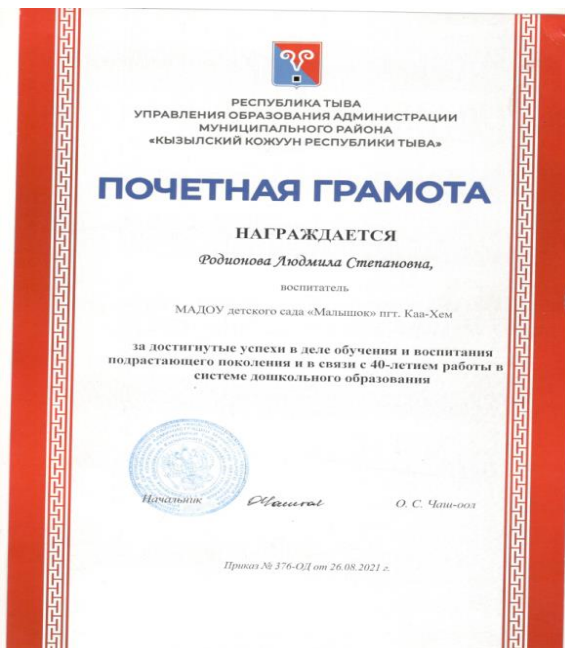 РЕСПУБЛИКА ТЫВА
УПРАВЛЕНИЯ ОБРАЗОВАНИЯ АДМИНИСТРАЦИИ
МУНИЦИПАЛЬНОГО РАЙОНА
«КЫЗЫЛСКИЙ КОЖУУН РЕСПУБЛИКИ ТЫВА»
ПОЧЕТНАЯ ГРАМОТА
НАГРАЖДАЕТСЯ
Родионова Людмила Степановна,
воспитатель
МАДОУ детского сада «Малышок» пгт. Каа-Хем
за достигнутые успехи в деле обучения и воспитания
подрастающего поколения и в связи с 40-летием работы в
системе дошкольного образования
Начальник
О. С. Чаш-оол
Приказ № 376-ОД от 26.08.2021 г.